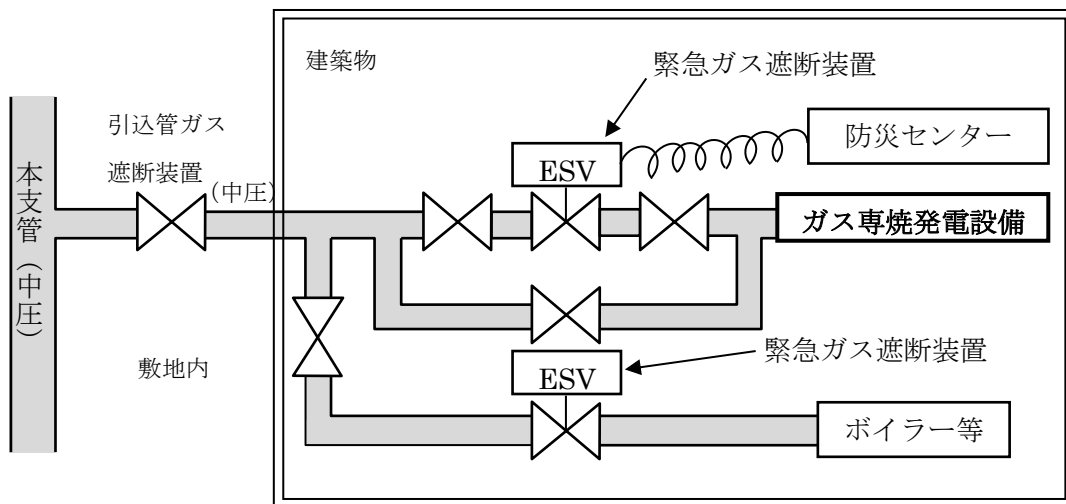 建築物
緊急ガス遮断装置
引込管ガス
遮断装置
(中圧)
防災センター
ESV
本支管(中圧)
ガス専焼発電設備
敷地内
緊急ガス遮断装置
ESV
ボイラー等